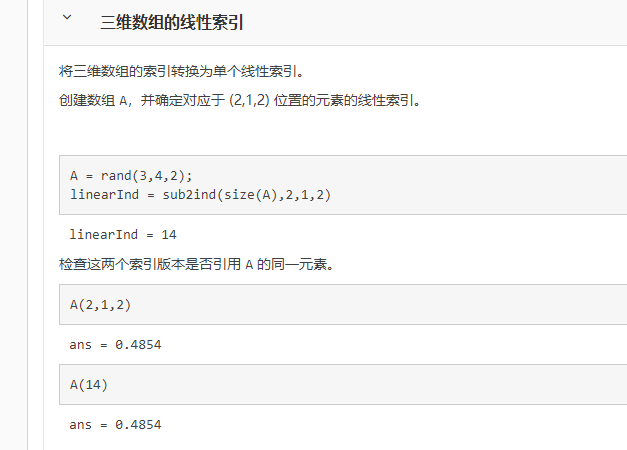 三维数组的线性索引
将三维数组的索引转换为单个线性索引。
创建数组 A，并确定对应于 (2,1,2) 位置的元素的线性索引。
A = rand(3,4,2);
linearInd = sub2ind(size(A),2,1,2)
linearInd = 14
检查这两个索引版本是否引用 A 的同一元素。
A(2,1,2)
ans = 0.4854
A(14)
ans = 0.4854